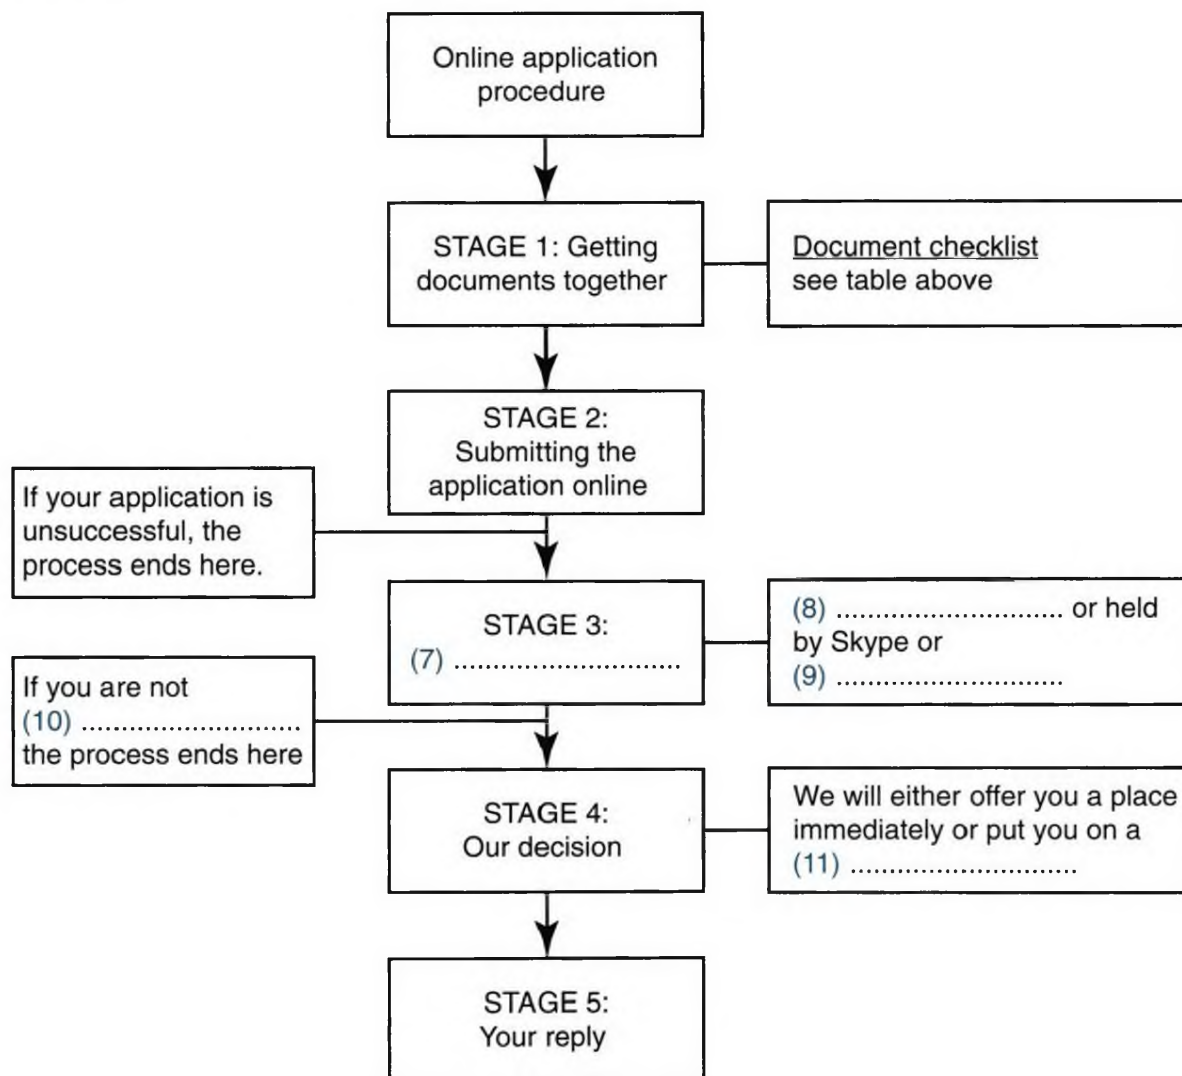 Online application
procedure
STAGE 1: Getting
documents together
Document checklist
see table above
STAGE 2:
Submitting the
application online
If your application is
unsuccessful, the
process ends here.
STAGE 3:
(7) ..............................
(8) .............................. or held
by Skype or
(9) ..............................
If you are not
(10) ..........................
the process ends here
STAGE 4:
Our decision
We will either offer you a place
immediately or put you on a
(11) ..............................
STAGE 5:
Your reply